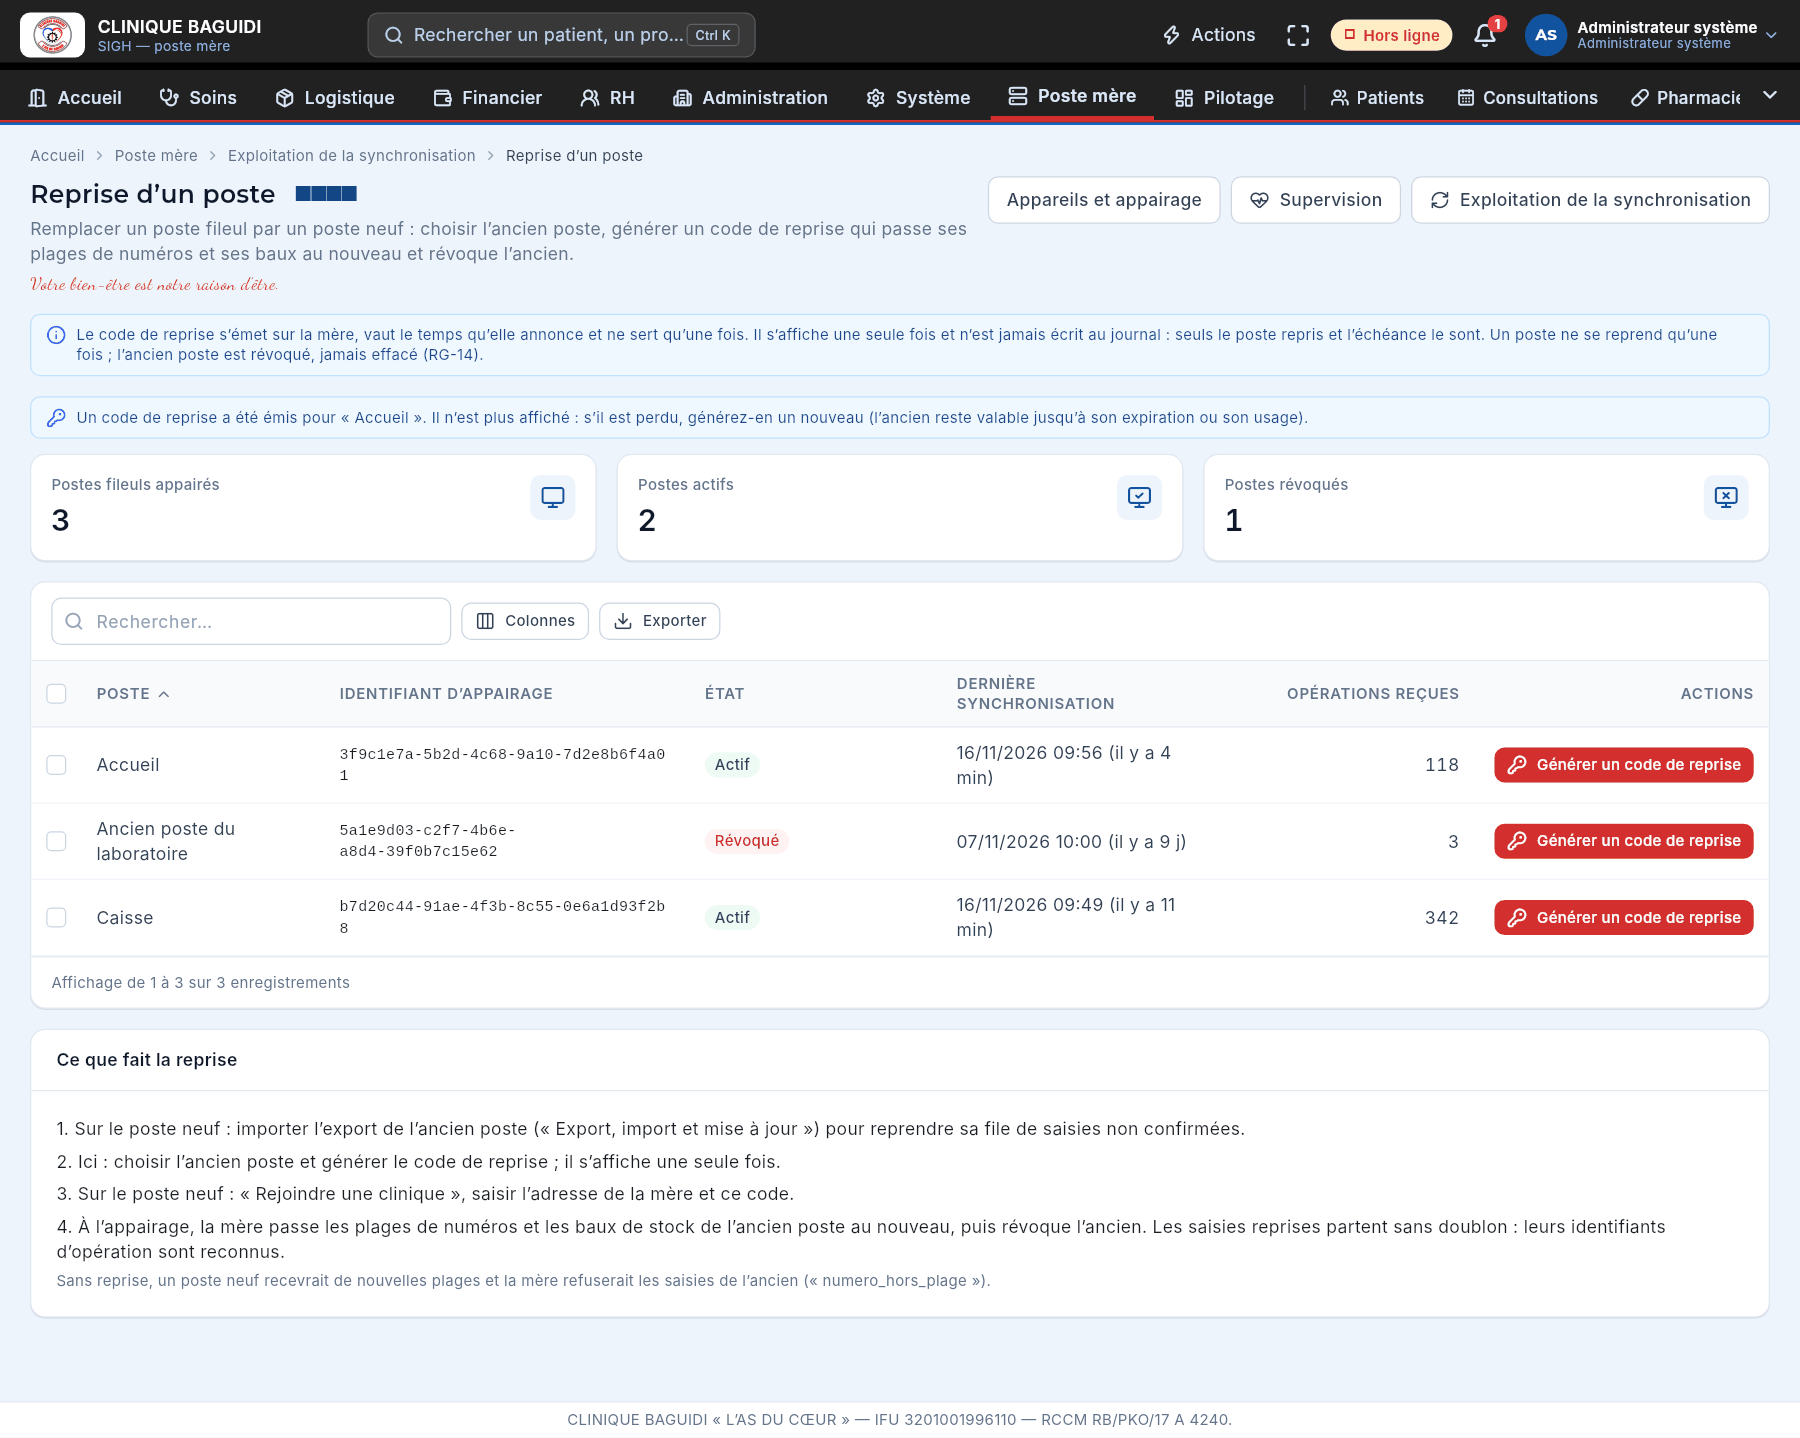 CLINIQUE BAGUIDI
SIGH — poste mère
Rechercher un patient, un pro... Ctrl K
Actions
Hors ligne
1
AS
Administrateur système
Administrateur système
Accueil Soins Logistique Financier RH Administration Système Poste mère Pilotage Patients Consultations Pharmacie
Accueil > Poste mère > Exploitation de la synchronisation > Reprise d’un poste
Reprise d’un poste
Appareils et appairage Supervision Exploitation de la synchronisation
Remplacer un poste fileul par un poste neuf : choisir l’ancien poste, générer un code de reprise qui passe ses
plages de numéros et ses baux au nouveau et révoque l’ancien.
Votre bien-être est notre raison d'être.
Le code de reprise s’émet sur la mère, vaut le temps qu’elle annonce et ne sert qu’une fois. Il s’affiche une seule fois et n’est jamais écrit au journal : seuls le poste repris et l’échéance le sont. Un poste ne se reprend qu’une
fois ; l’ancien poste est révoqué, jamais effacé (RG-14).
Un code de reprise a été émis pour « Accueil ». Il n’est plus affiché : s’il est perdu, générez-en un nouveau (l’ancien reste valable jusqu’à son expiration ou son usage).
Postes fileuls appairés
3
Postes actifs
2
Postes révoqués
1
Rechercher...
Colonnes
Exporter
POSTE IDENTIFIANT D’APPAIRAGE ÉTAT DERNIÈRE SYNCHRONISATION OPÉRATIONS REÇUES ACTIONS
Accueil
3f9c1e7a-5b2d-4c68-9a10-7d2e8b6f4a0
1
Actif
16/11/2026 09:56 (il y a 4
min)
118
Générer un code de reprise
Ancien poste du
laboratoire
5a1e9d03-c2f7-4b6e-
a8d4-39f0b7c15e62
Révoqué
07/11/2026 10:00 (il y a 9 j)
3
Générer un code de reprise
Caisse
b7d20c44-91ae-4f3b-8c55-0e6a1d93f2b
8
Actif
16/11/2026 09:49 (il y a 11
min)
342
Générer un code de reprise
Affichage de 1 à 3 sur 3 enregistrements
Ce que fait la reprise
1. Sur le poste neuf : importer l’export de l’ancien poste (« Export, import et mise à jour ») pour reprendre sa file de saisies non confirmées.
2. Ici : choisir l’ancien poste et générer le code de reprise ; il s’affiche une seule fois.
3. Sur le poste neuf : « Rejoindre une clinique », saisir l’adresse de la mère et ce code.
4. À l’appairage, la mère passe les plages de numéros et les baux de stock de l’ancien poste au nouveau, puis révoque l’ancien. Les saisies reprises partent sans doublon : leurs identifiants
d’opération sont reconnus.
Sans reprise, un poste neuf recevrait de nouvelles plages et la mère refuserait les saisies de l’ancien (« numero_hors_plage »).
CLINIQUE BAGUIDI « L’AS DU CŒUR » — IFU 3201001996110 — RCCM RB/PKO/17 A 4240.